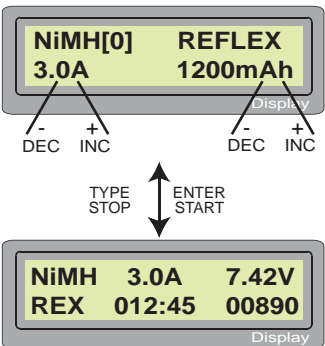 NiMH[0] REFLEX
3.0A 1200mAh
Display
- + - +
DEC INC DEC INC
TYPE ENTER
STOP START
NiMH 3.0A 7.42V
REX 012:45 00890
Display